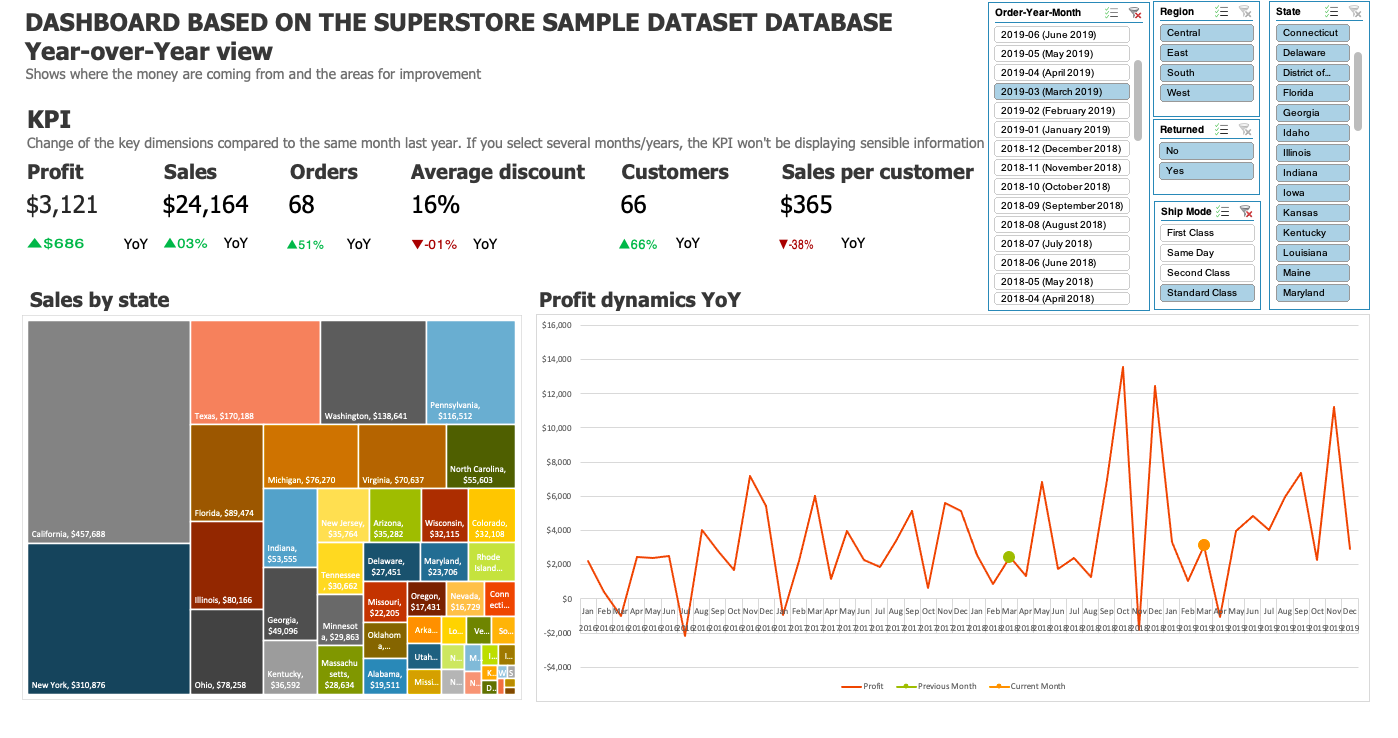 DASHBOARD BASED ON THE SUPERSTORE SAMPLE DATASET DATABASE
Year-over-Year view
Shows where the money are coming from and the areas for improvement
KPI
Change of the key dimensions compared to the same month last year. If you select several months/years, the KPI won't be displaying sensible information
Profit Sales Orders Average discount Customers Sales per customer
$3,121 $24,164 68 16% 66 $365
▲$686 YoY ▲03% YoY ▲51% YoY ▼-01% YoY ▲66% YoY ▼-38% YoY
Order-Year-Month
2019-06 (June 2019)
2019-05 (May 2019)
2019-04 (April 2019)
2019-03 (March 2019)
2019-02 (February 2019)
2019-01 (January 2019)
2018-12 (December 2018)
2018-11 (November 2018)
2018-10 (October 2018)
2018-09 (September 2018)
2018-08 (August 2018)
2018-07 (July 2018)
2018-06 (June 2018)
2018-05 (May 2018)
2018-04 (April 2018)
Region
Central
East
South
West
Returned
No
Yes
Ship Mode
First Class
Same Day
Second Class
Standard Class
State
Connecticut
Delaware
District of...
Florida
Georgia
Idaho
Illinois
Indiana
Iowa
Kansas
Kentucky
Louisiana
Maine
Maryland
Sales by state
California, $457,688
New York, $310,876
Texas, $170,188
Washington, $138,641
Pennsylvania,
$116,512
Florida, $89,474
Illinois, $80,166
Ohio, $78,258
Michigan, $76,270
Virginia, $70,637
North Carolina,
$55,603
Indiana,
$53,555
Georgia,
$49,096
Kentucky,
$36,592
New Jersey,
$35,764
Arizona,
$35,282
Wisconsin,
$32,115
Colorado,
$32,108
Tennessee
, $30,662
Minnesot
a, $29,863
Massachu
setts,
$28,634
Delaware,
$27,451
Maryland,
$23,706
Rhode
Island...
Missouri,
$22,205
Oklahom
a,...
Alabama,
$19,511
Oregon,
$17,431
Nevada,
$16,729
Conn
ecti...
Arka...
Utah...
Missi...
Lo...
Ve...
So...
N...
M...
I...
I...
N...
N...
K...
W
S
D...
Profit dynamics YoY
$16,000
$14,000
$12,000
$10,000
$8,000
$6,000
$4,000
$2,000
$0
-$2,000
-$4,000
Jan Feb Mar Apr May Jun Jul Aug Sep Oct Nov Dec Jan Feb Mar Apr May Jun Jul Aug Sep Oct Nov Dec Jan Feb Mar Apr May Jun Jul Aug Sep Oct Nov Dec Jan Feb Mar Apr May Jun Jul Aug Sep Oct Nov Dec
2016 2016 2016 2016 2016 2016 2016 2016 2016 2016 2016 2016 2017 2017 2017 2017 2017 2017 2017 2017 2017 2017 2017 2017 2018 2018 2018 2018 2018 2018 2018 2018 2018 2018 2018 2018 2019 2019 2019 2019 2019 2019 2019 2019 2019 2019 2019 2019
Profit Previous Month Current Month